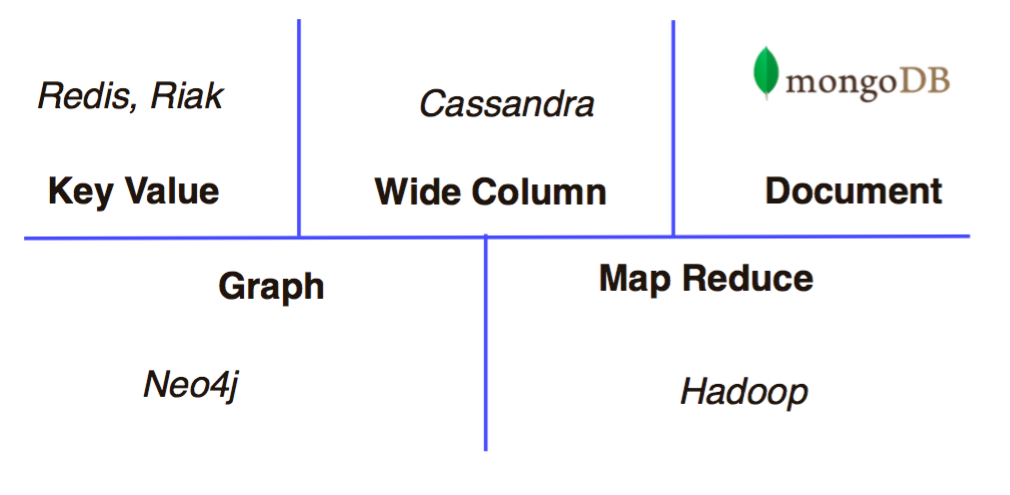 Redis, Riak
Cassandra
mongoDB
Key Value
Wide Column
Document
Graph
Map Reduce
Neo4j
Hadoop